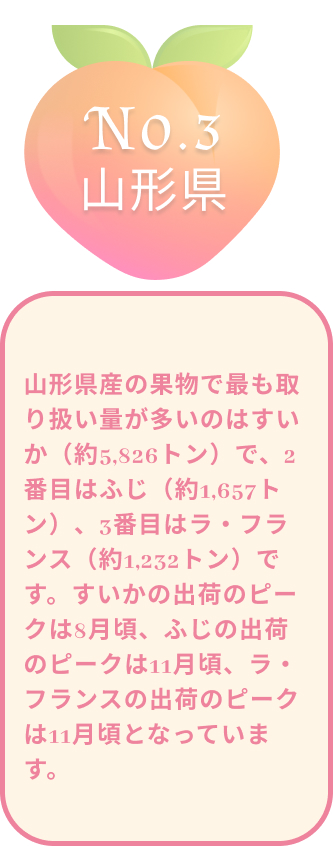 No.3
山形県
山形県産の果物で最も取
り扱い量が多いのはすい
か（約5,826トン）で、2
番目はふじ（約1,657ト
ン）、3番目はラ・フラ
ンス（約1,232トン）で
す。すいかの出荷のピー
クは8月頃、ふじの出荷
のピークは11月頃、ラ・
フランスの出荷のピーク
は11月頃となっていま
す。